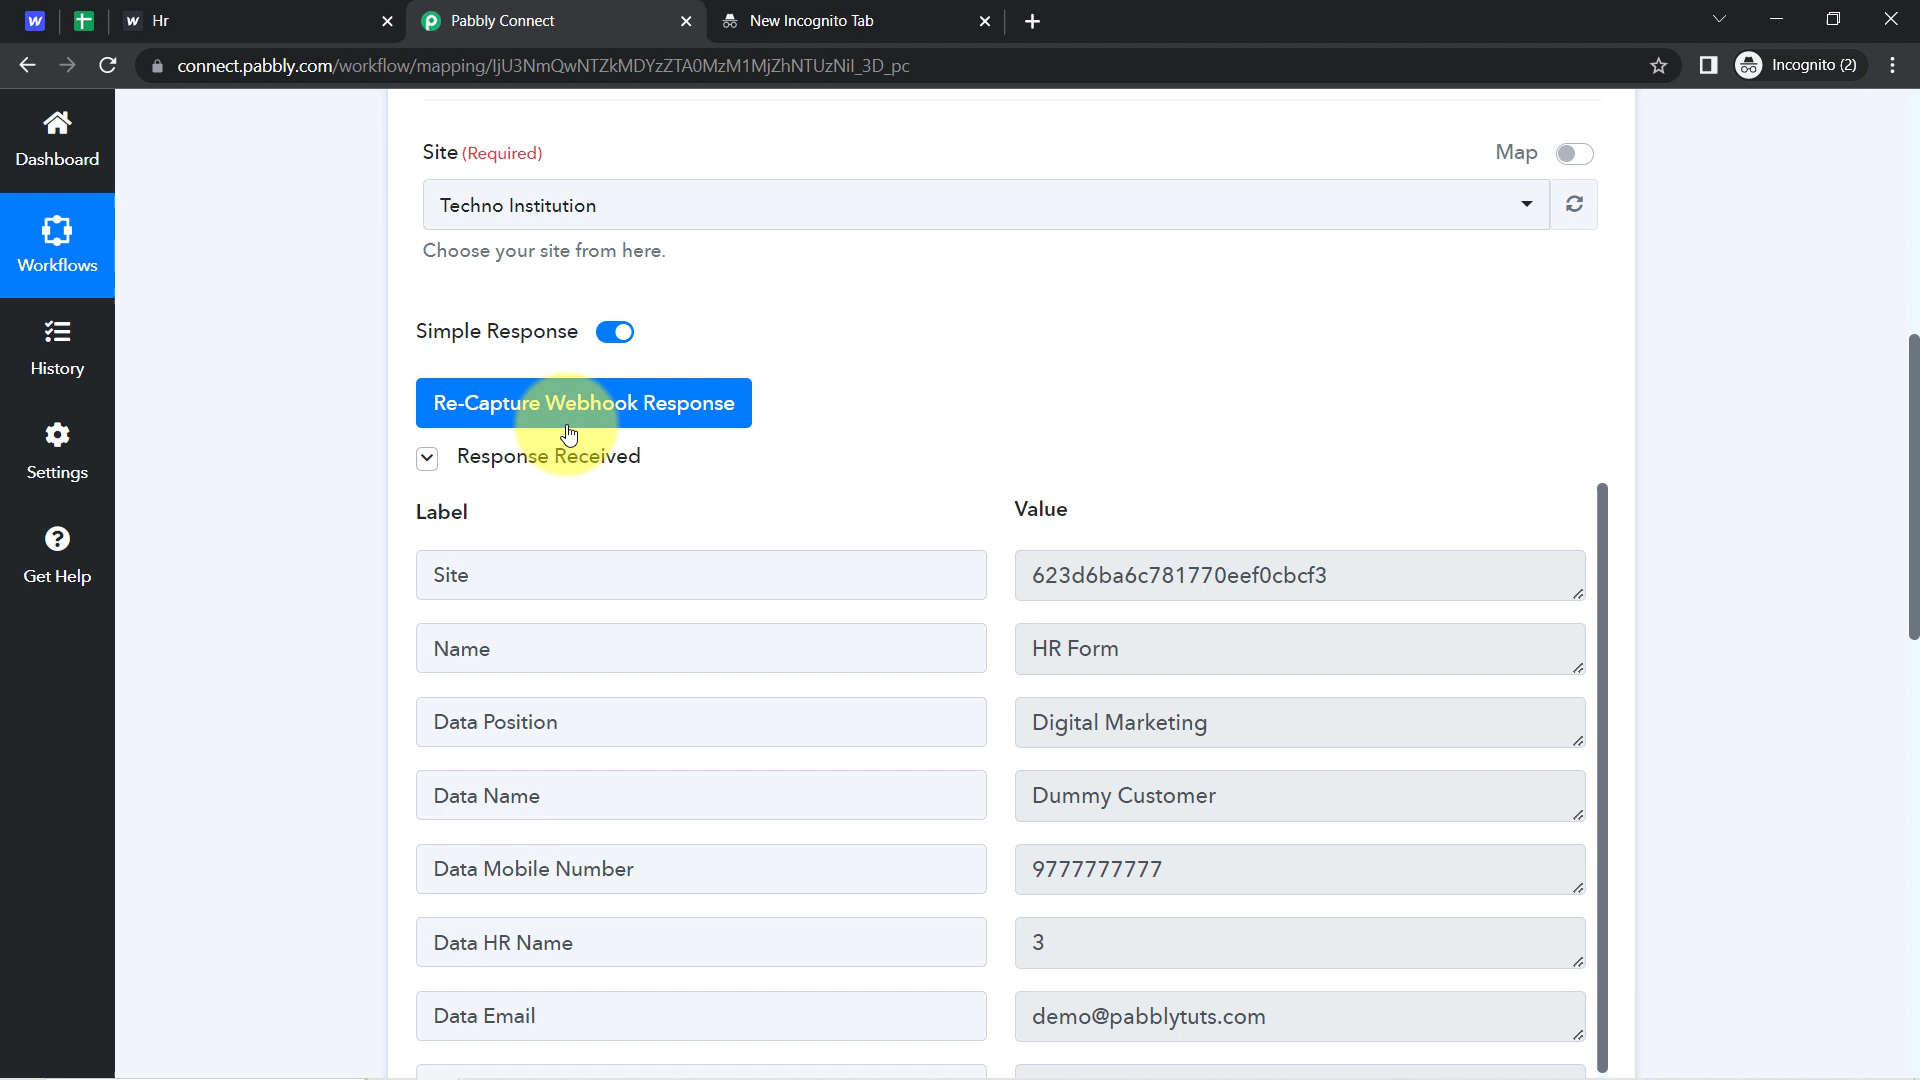 Hr
Pabbly Connect
New Incognito Tab
connect.pabbly.com/workflow/mapping/IjU3NmQwNTZkMDYzZTA0MzM1MjZhNTUzNiI_3D_pc
Incognito (2)
Dashboard
Workflows
History
Settings
Get Help
Site (Required)
Map
Techno Institution
Choose your site from here.
Simple Response
Re-Capture Webhook Response
Response Received
Label
Value
Site
623d6ba6c781770eef0cbcf3
Name
HR Form
Data Position
Digital Marketing
Data Name
Dummy Customer
Data Mobile Number
9777777777
Data HR Name
3
Data Email
demo@pabblytuts.com